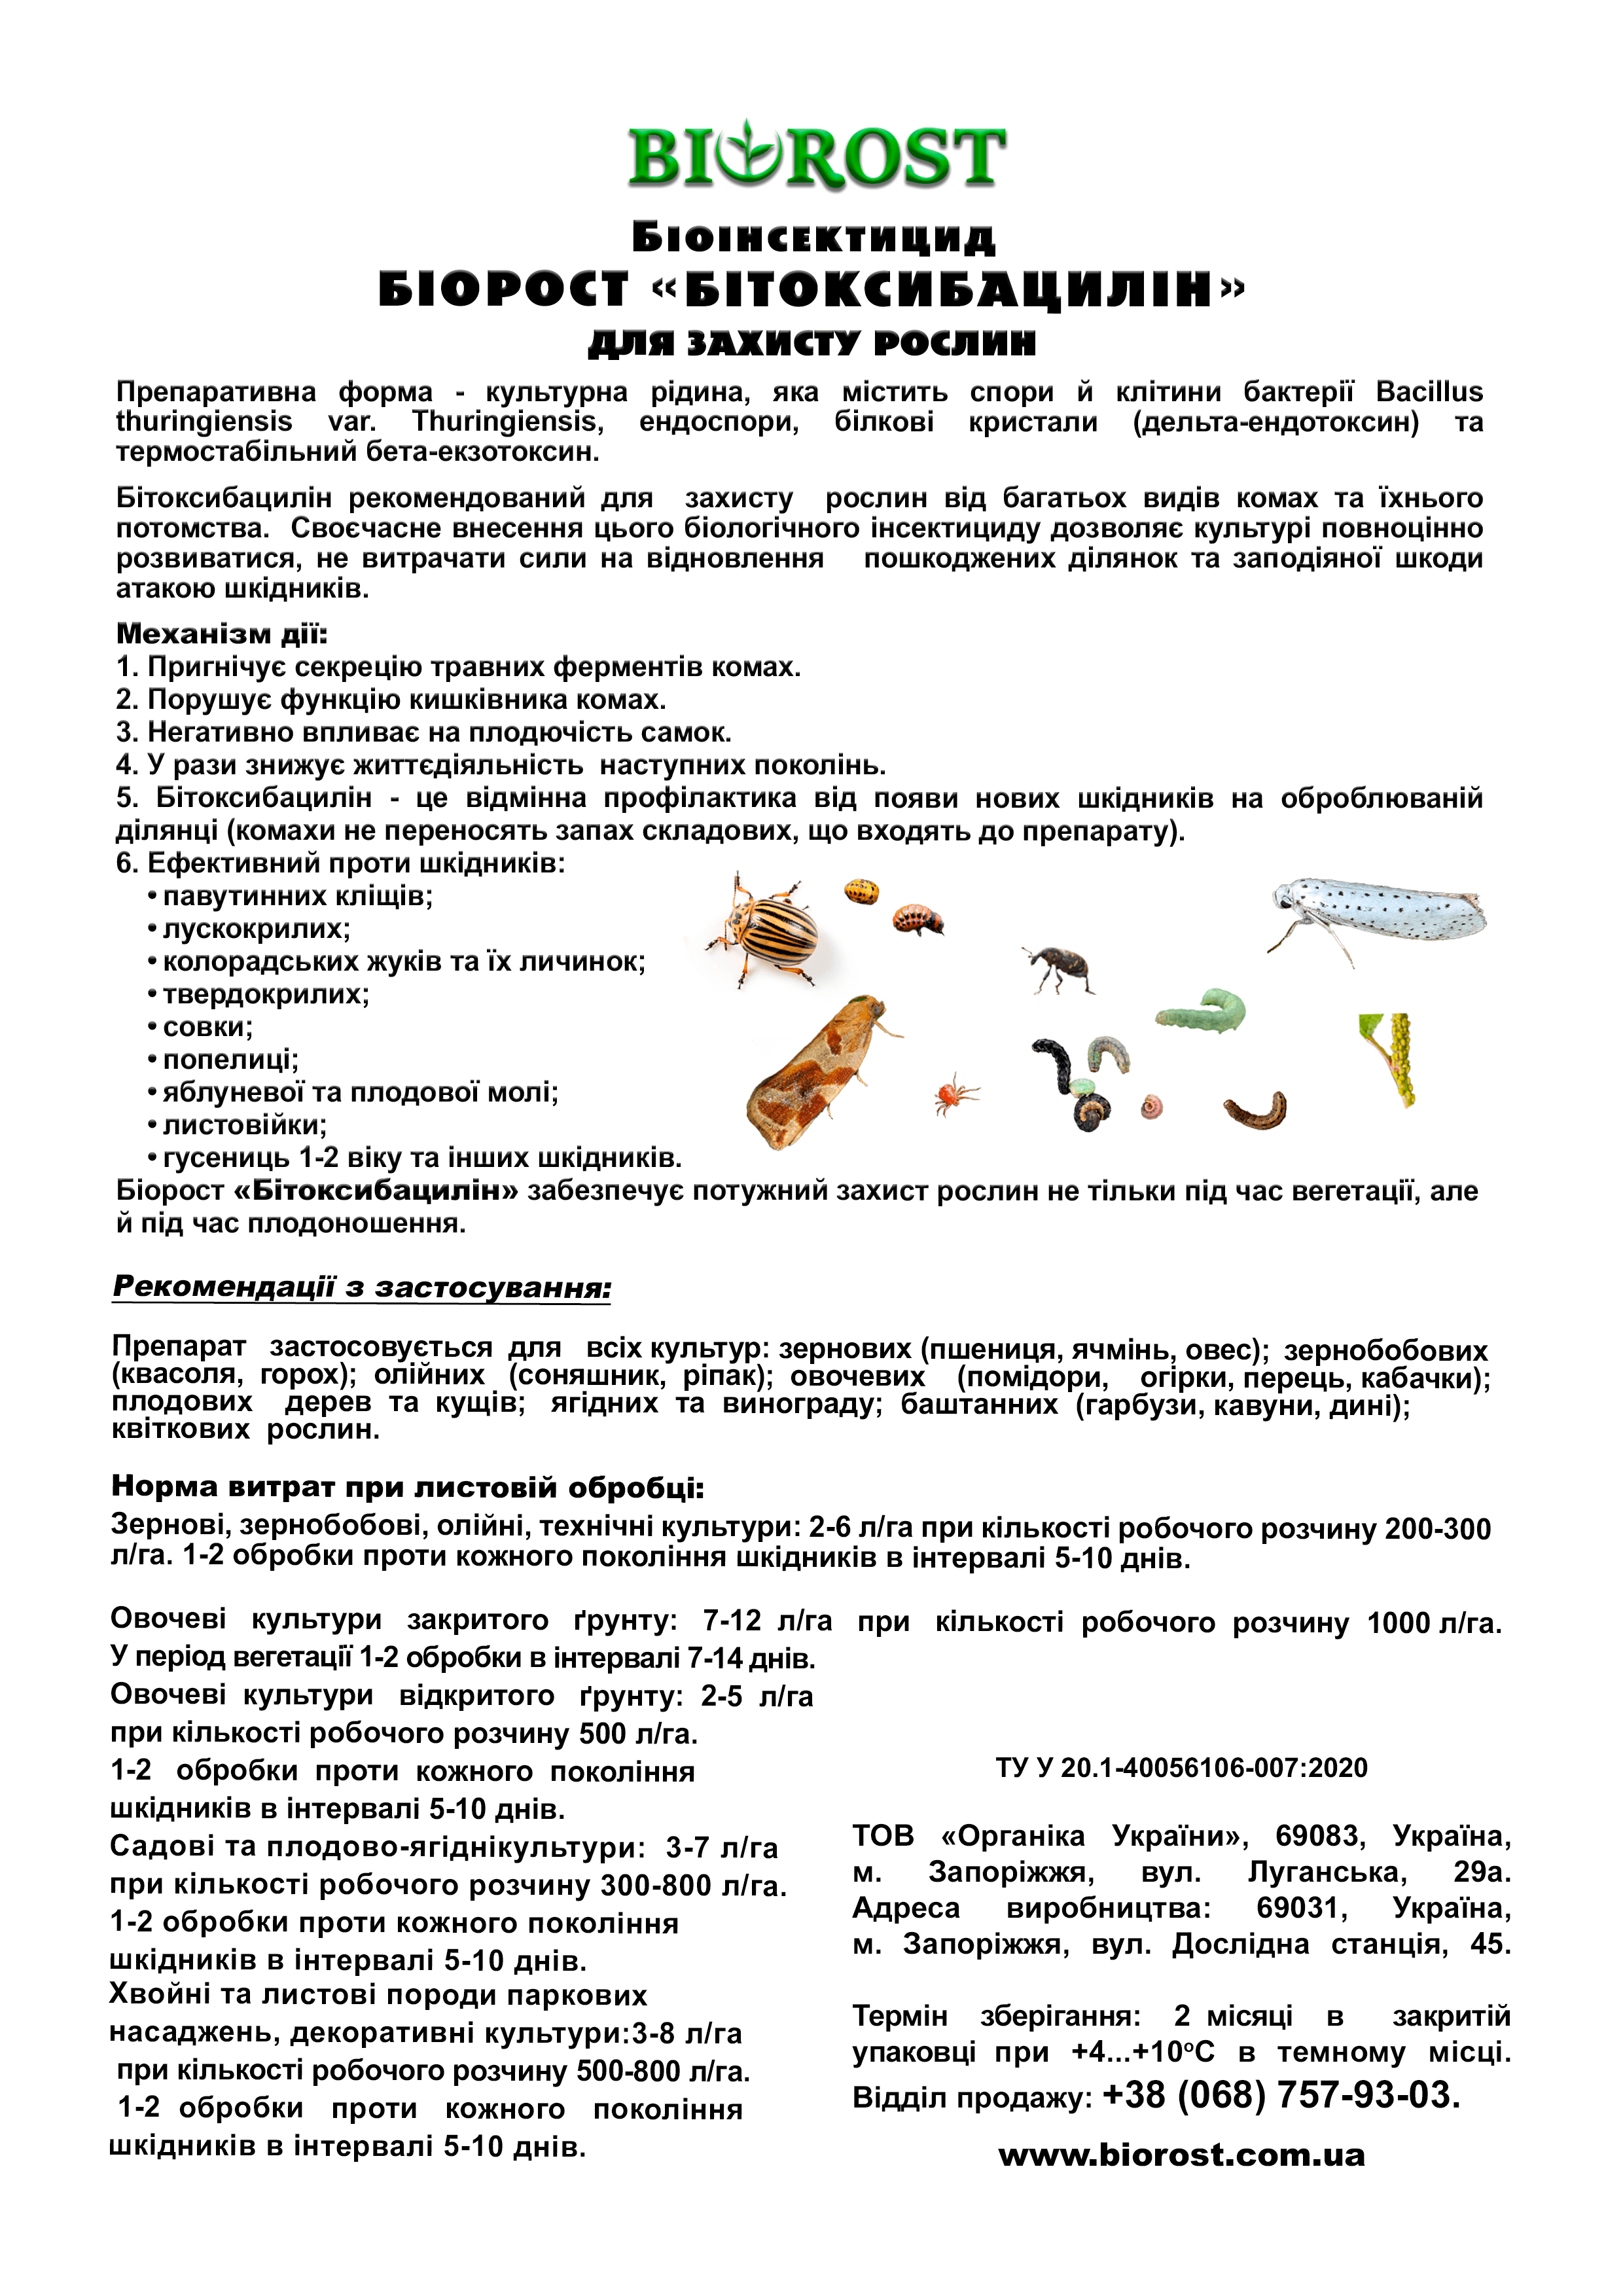 BIOROST
Біоінсектицид
БІОРОСТ «БІТОКСИБАЦИЛІН»
ДЛЯ ЗАХИСТУ РОСЛИН
Препаративна форма - культурна рідина, яка містить спори й клітини бактерії Bacillus
thuringiensis var. Thuringiensis, ендоспори, білкові кристали (дельта-ендотоксин) та
термостабільний бета-екзотоксин.
Бітоксибацилін рекомендований для захисту рослин від багатьох видів комах та їхнього
потомства. Своєчасне внесення цього біологічного інсектициду дозволяє культурі повноцінно
розвиватися, не витрачати сили на відновлення пошкоджених ділянок та заподіяної шкоди
атакою шкідників.
Механізм дії:
1. Пригнічує секрецію травних ферментів комах.
2. Порушує функцію кишківника комах.
3. Негативно впливає на плодючість самок.
4. У рази знижує життєдіяльність наступних поколінь.
5. Бітоксибацилін - це відмінна профілактика від появи нових шкідників на оброблюваній
ділянці (комахи не переносять запах складових, що входять до препарату).
6. Ефективний проти шкідників:
• павутинних кліщів;
• лускокрилих;
• колорадських жуків та їх личинок;
• твердокрилих;
• совки;
• попелиці;
• яблуневої та плодової молі;
• листовійки;
• гусениць 1-2 віку та інших шкідників.
Біорост «Бітоксибацилін» забезпечує потужний захист рослин не тільки під час вегетації, але
й під час плодоношення.
Рекомендації з застосування:
Препарат застосовується для всіх культур: зернових (пшениця, ячмінь, овес); зернобобових
(квасоля, горох); олійних (соняшник, ріпак); овочевих (помідори, огірки, перець, кабачки);
плодових дерев та кущів; ягідних та винограду; баштанних (гарбузи, кавуни, дині);
квіткових рослин.
Норма витрат при листовій обробці:
Зернові, зернобобові, олійні, технічні культури: 2-6 л/га при кількості робочого розчину 200-300
л/га. 1-2 обробки проти кожного покоління шкідників в інтервалі 5-10 днів.
Овочеві культури закритого ґрунту: 7-12 л/га при кількості робочого розчину 1000 л/га.
У період вегетації 1-2 обробки в інтервалі 7-14 днів.
Овочеві культури відкритого ґрунту: 2-5 л/га
при кількості робочого розчину 500 л/га.
1-2 обробки проти кожного покоління
шкідників в інтервалі 5-10 днів.
Садові та плодово-ягіднікультури: 3-7 л/га
при кількості робочого розчину 300-800 л/га.
1-2 обробки проти кожного покоління
шкідників в інтервалі 5-10 днів.
Хвойні та листові породи паркових
насаджень, декоративні культури:3-8 л/га
при кількості робочого розчину 500-800 л/га.
1-2 обробки проти кожного покоління
шкідників в інтервалі 5-10 днів.
ТУ У 20.1-40056106-007:2020
ТОВ «Органіка України», 69083, Україна,
м. Запоріжжя, вул. Луганська, 29а.
Адреса виробництва: 69031, Україна,
м. Запоріжжя, вул. Дослідна станція, 45.
Термін зберігання: 2 місяці в закритій
упаковці при +4...+10°С в темному місці.
Відділ продажу: +38 (068) 757-93-03.
www.biorost.com.ua